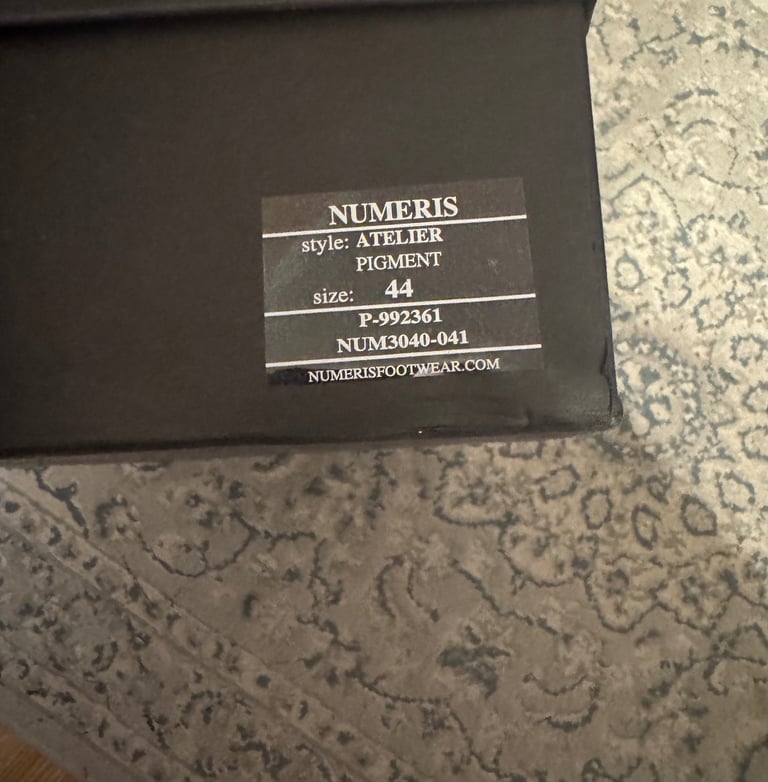 NUMERIS
style: ATELIER
PIGMENT
size: 44
P-992361
NUM3040-041
NUMERISFOOTWEAR.COM